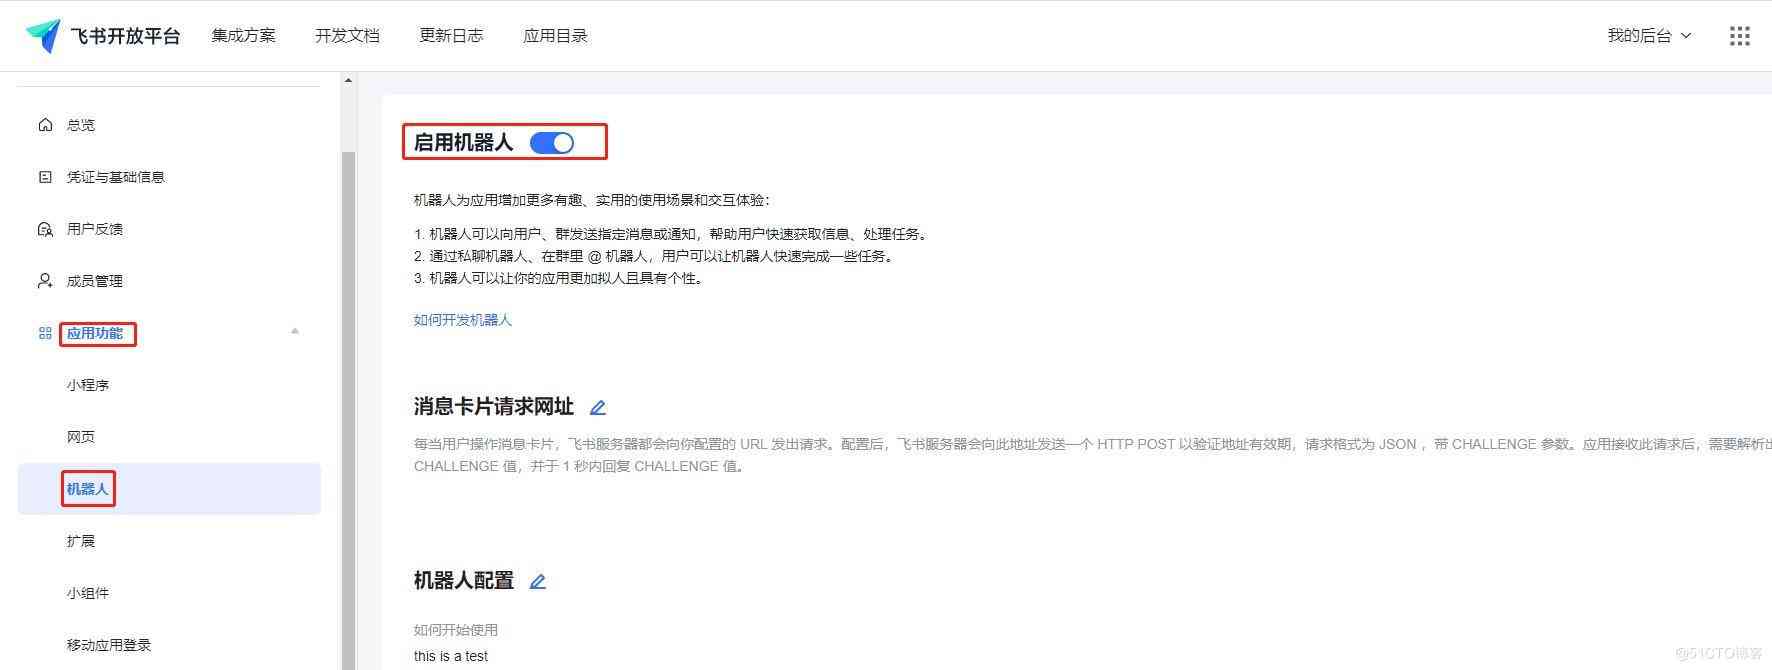 飞书开放平台 集成方案 开发文档 更新日志 应用目录 我的后台
总览
凭证与基础信息
用户反馈
成员管理
应用功能
小程序
网页
机器人
扩展
小组件
移动应用登录
启用机器人
机器人为应用增加更多有趣、实用的使用场景和交互体验：
1. 机器人可以向用户、群发送指定消息或通知，帮助用户快速获取信息、处理任务。
2. 通过私聊机器人、在群里 @ 机器人，用户可以让机器人快速完成一些任务。
3. 机器人可以让你的应用更加拟人且具有个性。
如何开发机器人
消息卡片请求网址
每当用户操作消息卡片，飞书服务器都会向你配置的 URL 发出请求。配置后，飞书服务器会向此地址发送一个 HTTP POST 以验证地址有效期，请求格式为 JSON ，带 CHALLENGE 参数。应用接收此请求后，需要解析出
CHALLENGE 值，并于 1 秒内回复 CHALLENGE 值。
机器人配置
如何开始使用
this is a test
@51CTO博客